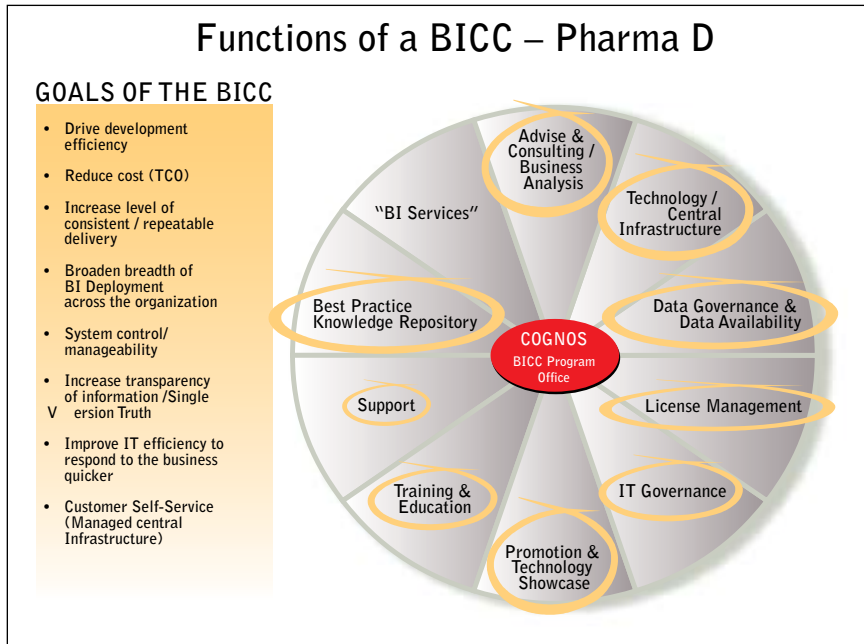 Functions of a BICC – Pharma D
GOALS OF THE BICC
• Drive development
efficiency
• Reduce cost (TCO)
• Increase level of
consistent / repeatable
delivery
• Broaden breadth of
BI Deployment
across the organization
• System control/
manageability
• Increase transparency
of information /Single
V ersion Truth
• Improve IT efficiency to
respond to the business
quicker
• Customer Self-Service
(Managed central
Infrastructure)
Advise &
Consulting /
Business
Analysis
Technology /
Central
Infrastructure
Data Governance &
Data Availability
License Management
IT Governance
Promotion &
Technology
Showcase
Training &
Education
Support
Best Practice
Knowledge Repository
"BI Services"
COGNOS
BICC Program
Office